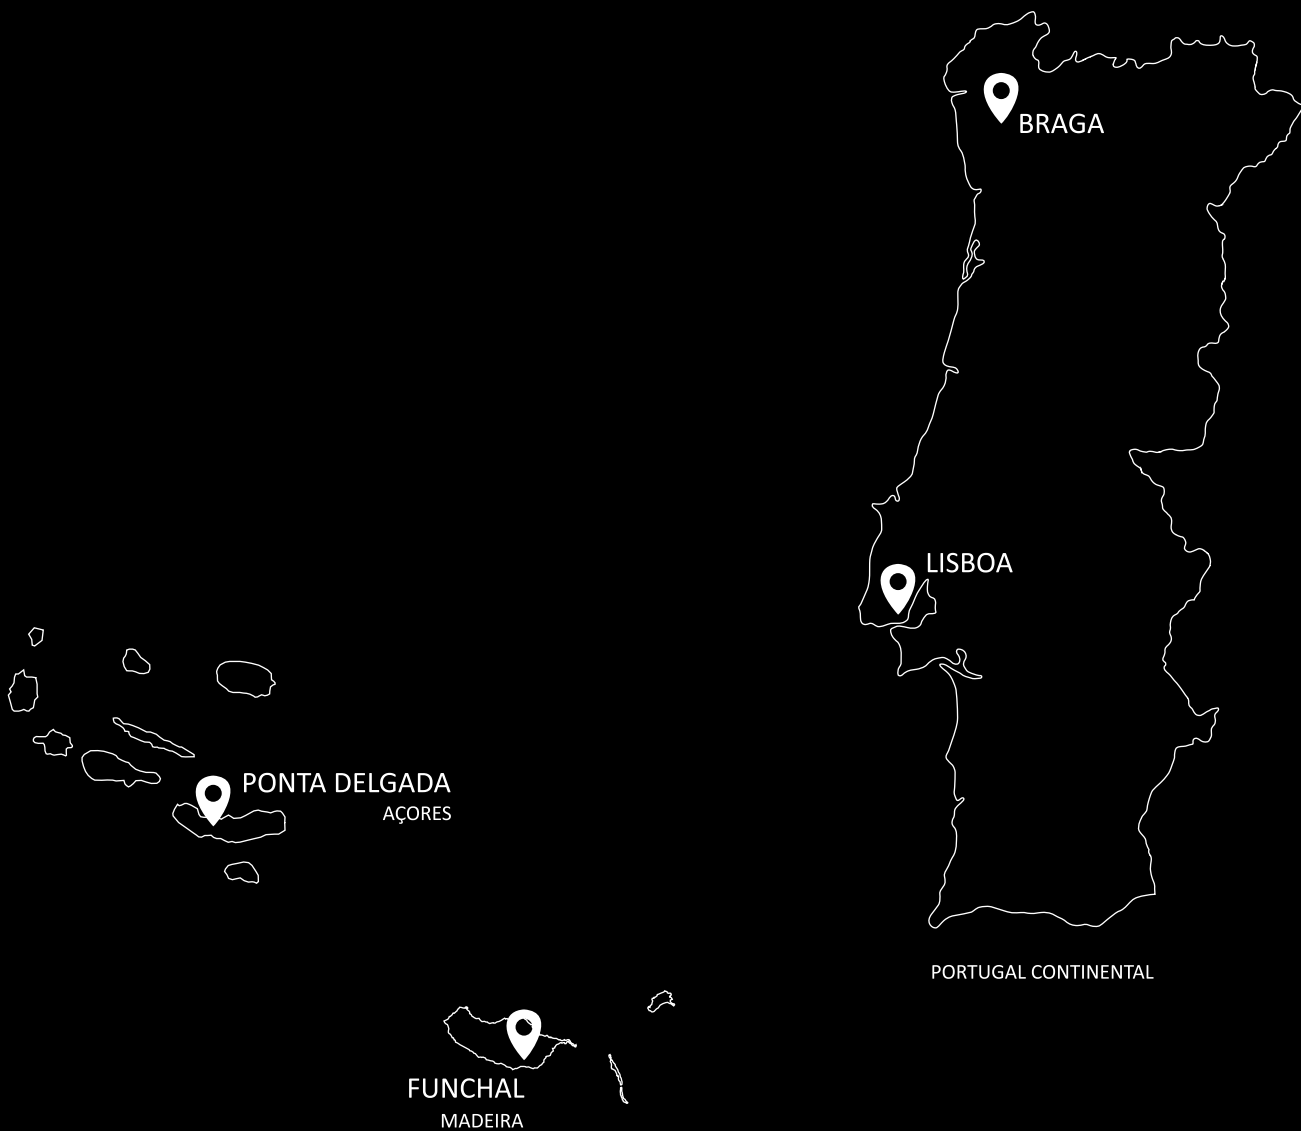 BRAGA
LISBOA
PONTA DELGADA
AÇORES
PORTUGAL CONTINENTAL
FUNCHAL
MADEIRA